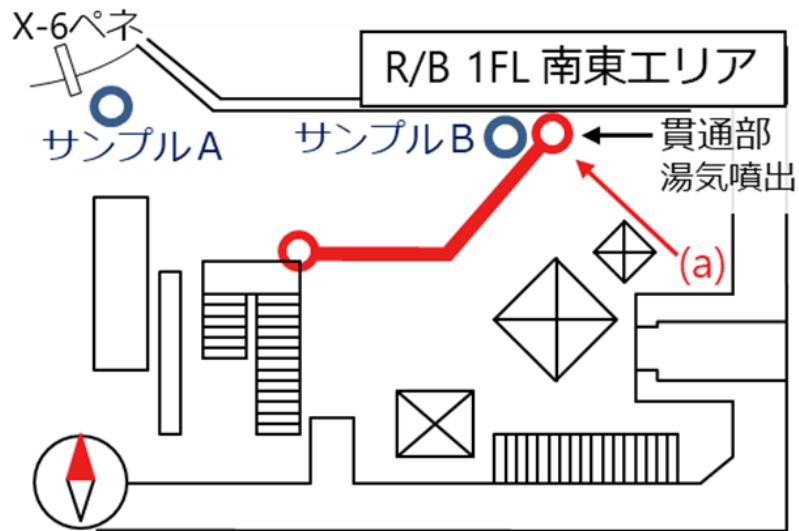 X-6ペネ
R/B 1FL 南東エリア
サンプルA
サンプルB
貫通部
湯気噴出
(a)